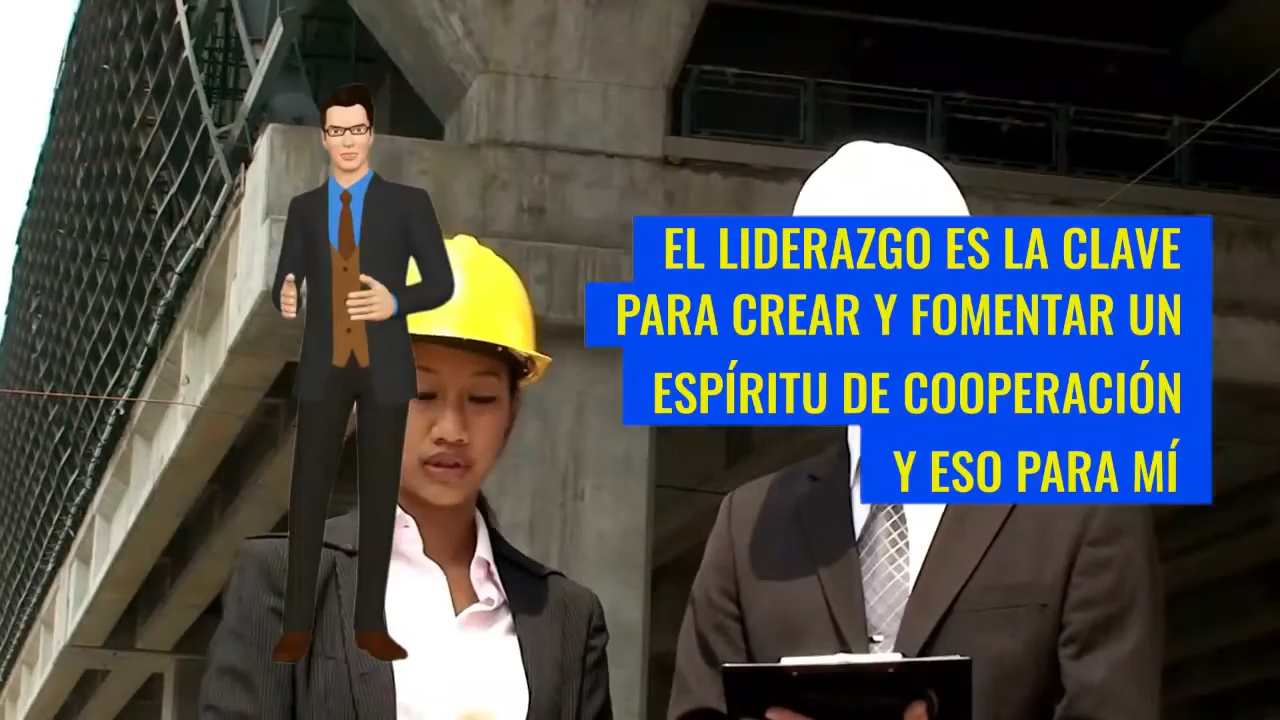 EL LIDERAZGO ES LA CLAVE
PARA CREAR Y FOMENTAR UN
ESPÍRITU DE COOPERACIÓN
Y ESO PARA MÍ